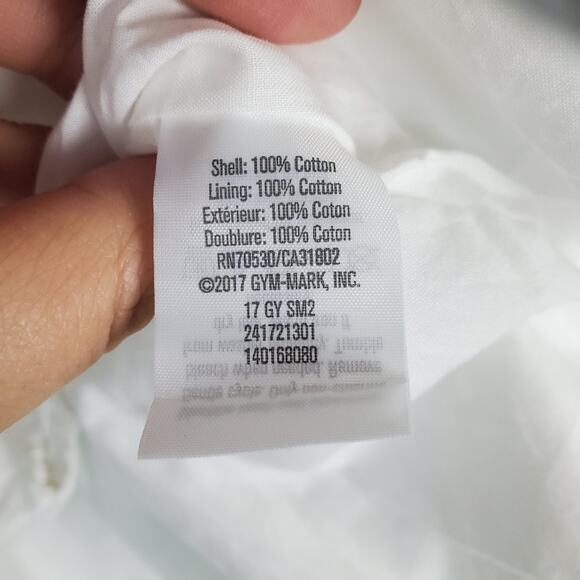 Shell: 100% Cotton
Lining: 100% Cotton
Extérieur: 100% Coton
Doublure: 100% Coton
RN70530/CA31802
©2017 GYM-MARK, INC.
17 GY SM2
241721301
140168080